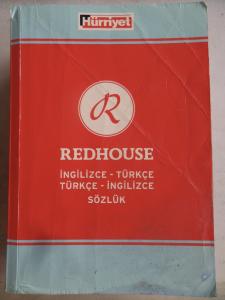 Hürriyet
R
REDHOUSE
İNGİLİZCE - TÜRKÇE
TÜRKÇE - İNGİLİZCE
SÖZLÜK